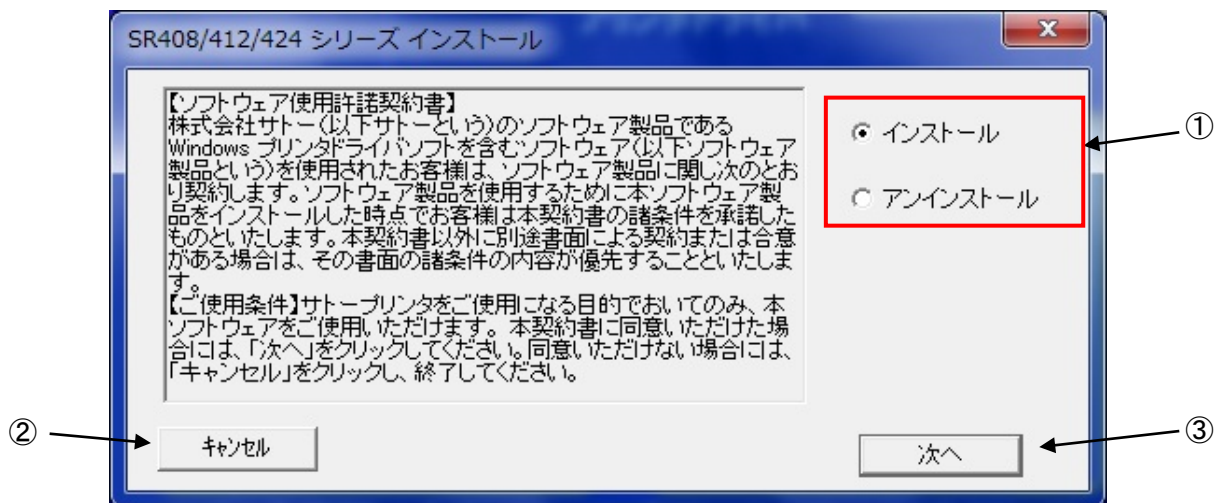 SR408/412/424 シリーズ インストール
【ソフトウェア使用許諾契約書】
株式会社サトー(以下サトーという)のソフトウェア製品である
Windows プリンタドライバソフトを含むソフトウェア(以下ソフトウェア
製品という)を使用されたお客様は、ソフトウェア製品に関し次のとお
り契約します。ソフトウェア製品を使用するために本ソフトウェア製
品をインストールした時点でお客様は本契約書の諸条件を承諾した
ものといたします。本契約書以外に別途書面による契約または合意
がある場合は、その書面の諸条件の内容が優先することといたしま
す。
【ご使用条件】サトープリンタをご使用になる目的でおいてのみ、本
ソフトウェアをご使用いただけます。本契約書に同意いただけた場
合には、「次へ」をクリックしてください。同意いただけない場合には、
「キャンセル」をクリックし、終了してください。
インストール
アンインストール
①
②
キャンセル
次へ
③